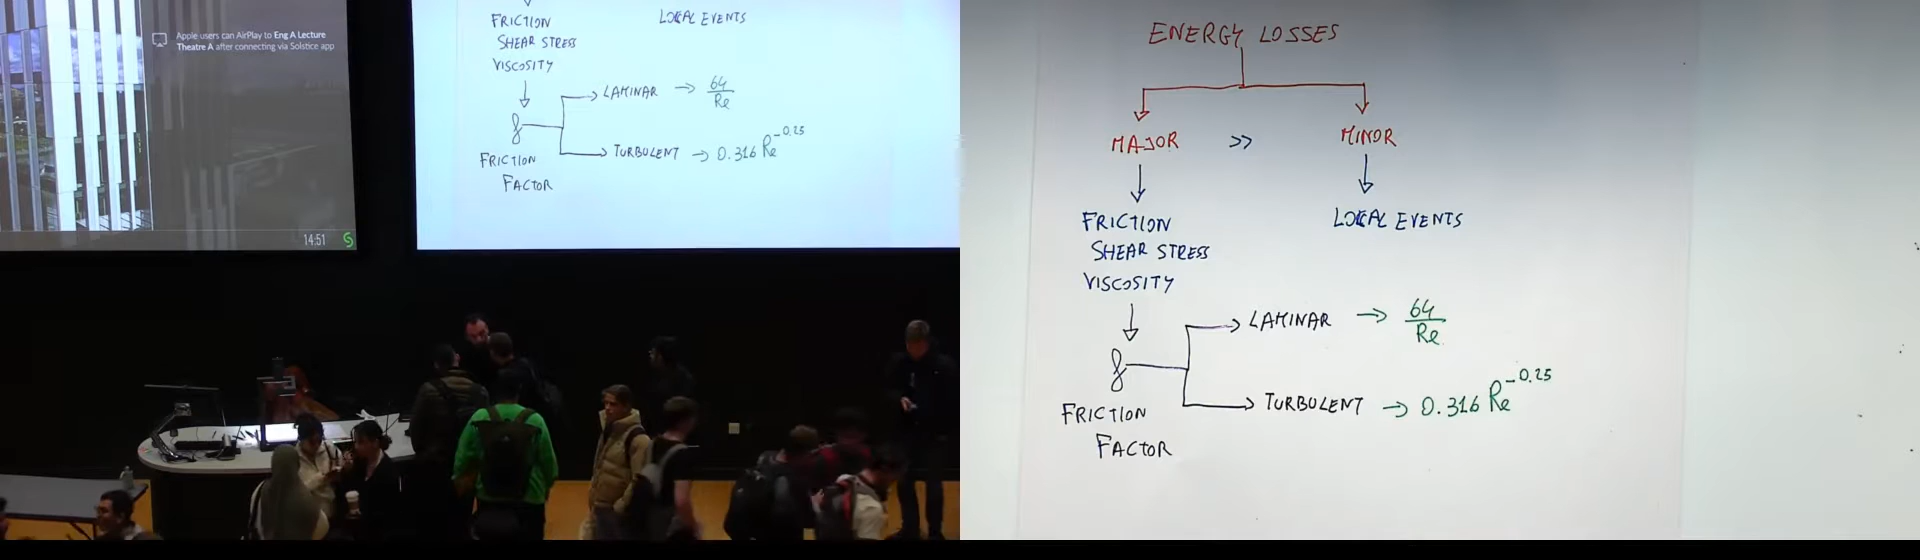 Apple users can AirPlay to Eng A Lecture
Theatre A after connecting via Solstice app
14:51
FRICTION
SHEAR STRESS
VISCOSITY
LOCAL EVENTS
LAMINAR → 64/Re
f
TURBULENT → 0.316 Re^-0.25
FRICTION
FACTOR
ENERGY LOSSES
MAJOR >> MINOR
FRICTION
SHEAR STRESS
VISCOSITY
LOCAL EVENTS
LAMINAR → 64/Re
f
TURBULENT → 0.316 Re^-0.25
FRICTION
FACTOR